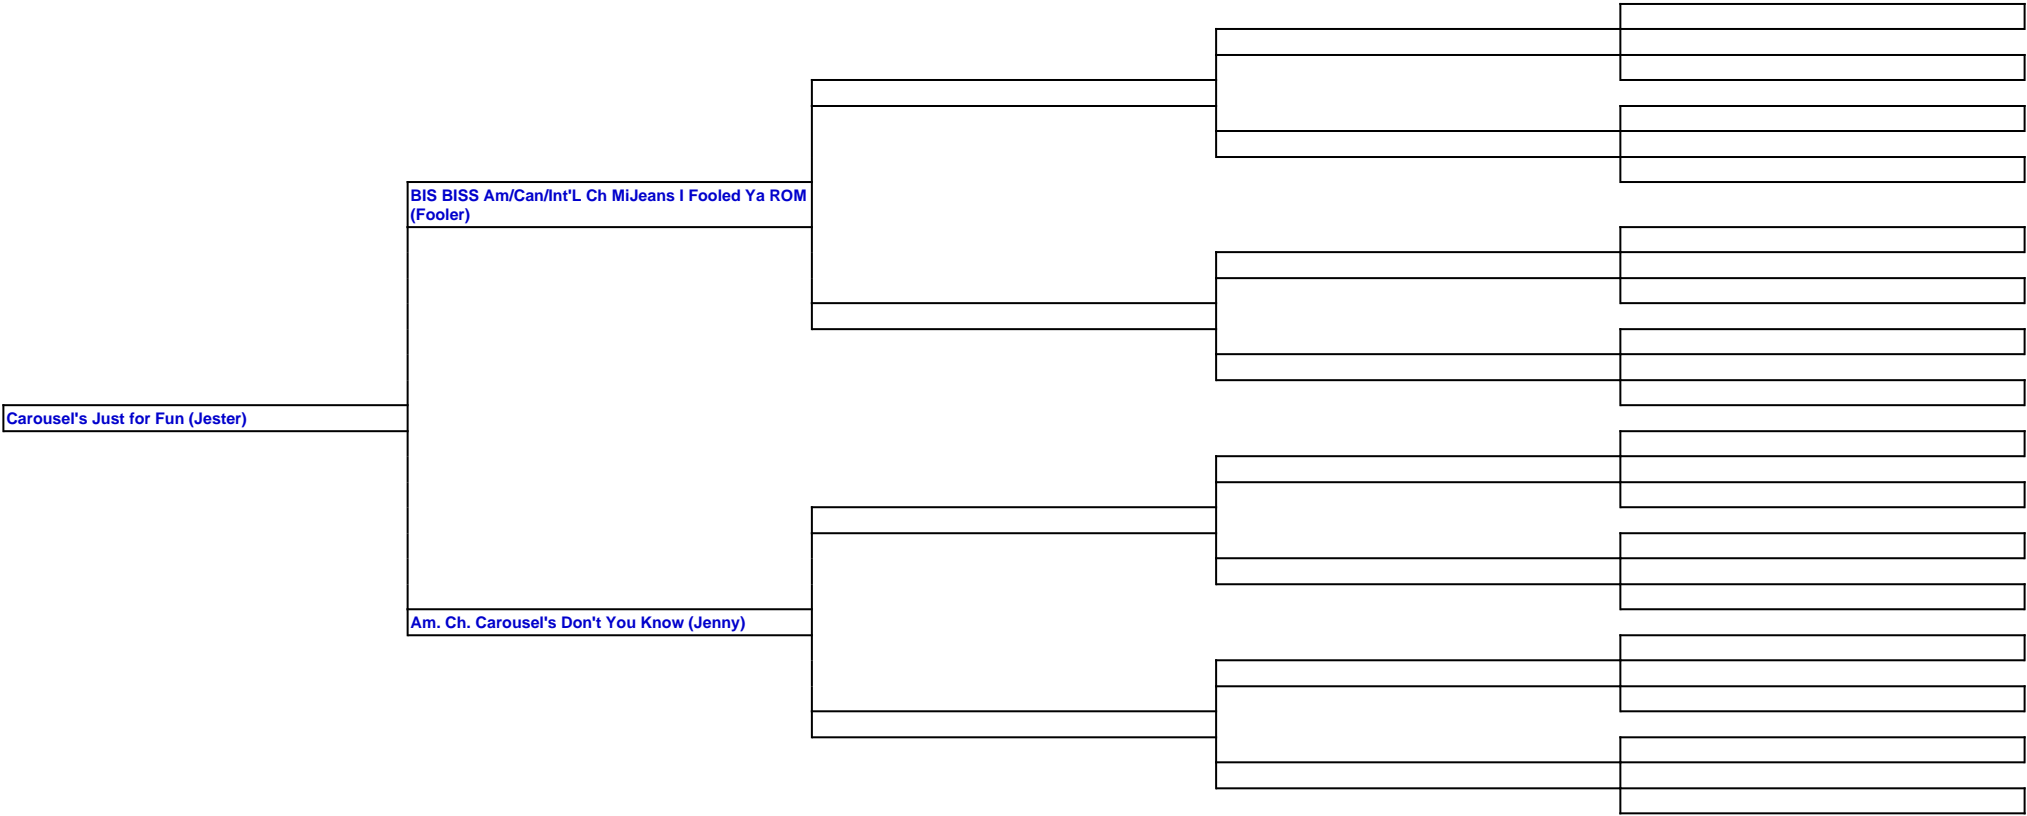 BIS BISS Am/Can/Int'L Ch MiJeans I Fooled Ya ROM
(Fooler)
Carousel's Just for Fun (Jester)
Am. Ch. Carousel's Don't You Know (Jenny)